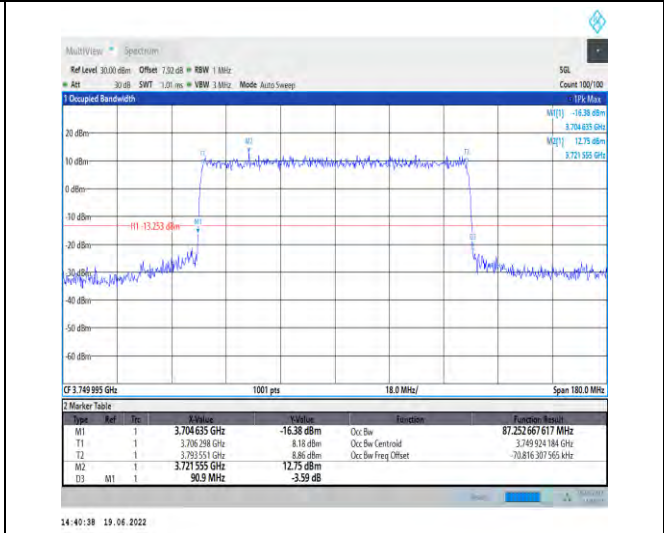 MultiView Spectrum
Ref Level 30.00 dBm Offset 7.92 dB RBW 1 MHz SGL
Att 30 dB SWT 1.01 ms VBW 3 MHz Mode Auto Sweep Count 100/100
1 Occupied Bandwidth 1Pk Max
M1[1] -16.38 dBm
3.704 635 GHz
20 dBm M2 M2[1] 12.75 dBm
3.721 555 GHz
10 dBm T1 T2
0 dBm
-10 dBm
H1 -13.253 dBm M1
-20 dBm D3
-30 dBm
-40 dBm
-50 dBm
-60 dBm
CF 3.749 995 GHz 1001 pts 18.0 MHz/ Span 180.0 MHz
2 Marker Table
Type Ref Trc X-Value Y-Value Function Function Result
M1 1 3.704 635 GHz -16.38 dBm Occ Bw 87.252 667 617 MHz
T1 1 3.706 298 GHz 8.18 dBm Occ Bw Centroid 3.749 924 184 GHz
T2 1 3.793 551 GHz 8.86 dBm Occ Bw Freq Offset -70.816 307 565 kHz
M2 1 3.721 555 GHz 12.75 dBm
D3 M1 1 90.9 MHz -3.59 dB
14:40:38 19.06.2022